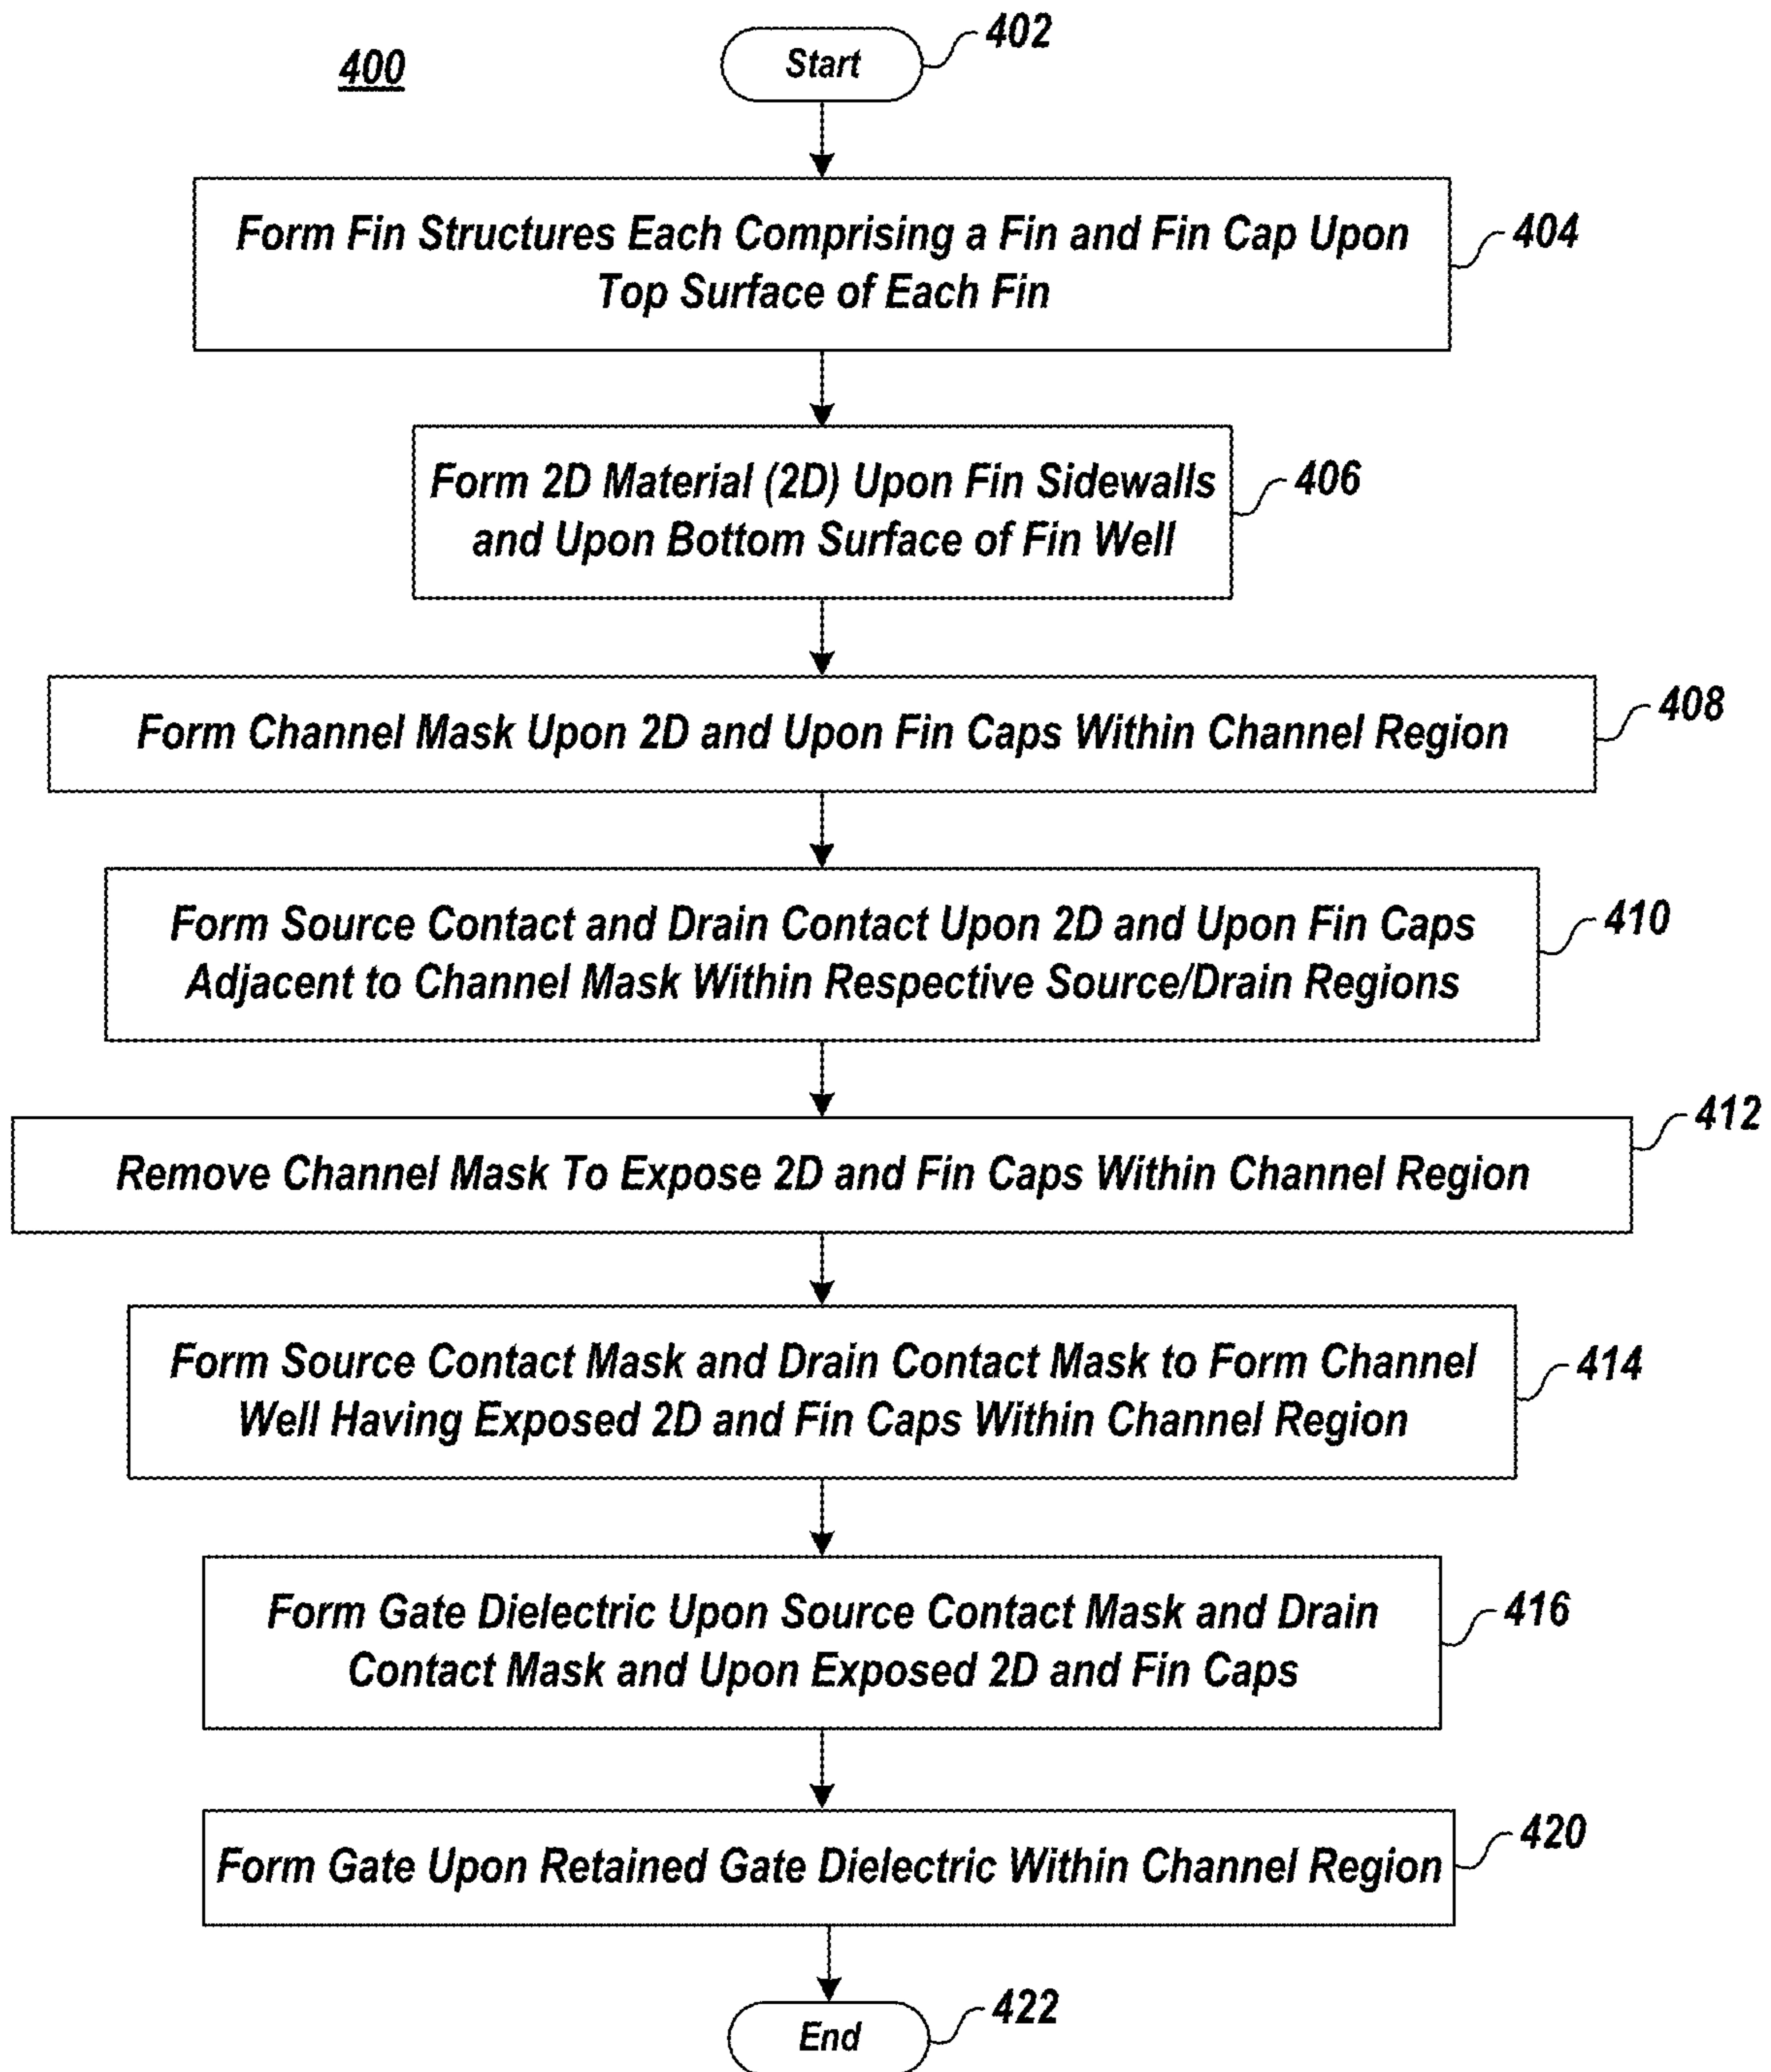 400
Start
402
Form Fin Structures Each Comprising a Fin and Fin Cap Upon
Top Surface of Each Fin
404
Form 2D Material (2D) Upon Fin Sidewalls
and Upon Bottom Surface of Fin Well
406
Form Channel Mask Upon 2D and Upon Fin Caps Within Channel Region
408
Form Source Contact and Drain Contact Upon 2D and Upon Fin Caps
Adjacent to Channel Mask Within Respective Source/Drain Regions
410
Remove Channel Mask To Expose 2D and Fin Caps Within Channel Region
412
Form Source Contact Mask and Drain Contact Mask to Form Channel
Well Having Exposed 2D and Fin Caps Within Channel Region
414
Form Gate Dielectric Upon Source Contact Mask and Drain
Contact Mask and Upon Exposed 2D and Fin Caps
416
Form Gate Upon Retained Gate Dielectric Within Channel Region
420
End
422